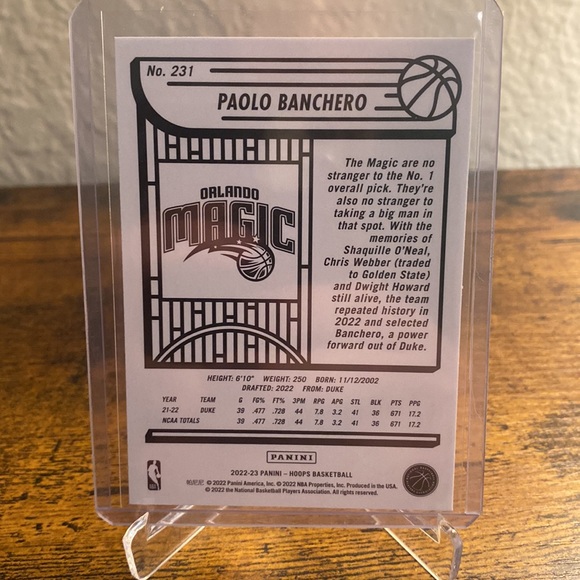 No. 231
PAOLO BANCHERO
ORLANDO
MAGIC
The Magic are no
stranger to the No. 1
overall pick. They're
also no stranger to
taking a big man in
that spot. With the
memories of
Shaquille O'Neal,
Chris Webber (traded
to Golden State)
and Dwight Howard
still alive, the team
repeated history in
2022 and selected
Banchero, a power
forward out of Duke.
HEIGHT: 6'10" WEIGHT: 250 BORN: 11/12/2002
DRAFTED: 2022 FROM: DUKE
YEAR TEAM G FG% FT% 3PM RPG APG STL BLK PTS PPG
21-22 DUKE 39 .477 .728 44 7.8 3.2 41 36 671 17.2
NCAA TOTALS 39 .477 .728 44 7.8 3.2 41 36 671 17.2
PANINI
2022-23 PANINI – HOOPS BASKETBALL
© 2022 Panini America, Inc. © 2022 NBA Properties, Inc. Produced in the USA.
© 2022 the National Basketball Players Association. All rights reserved.
NBA